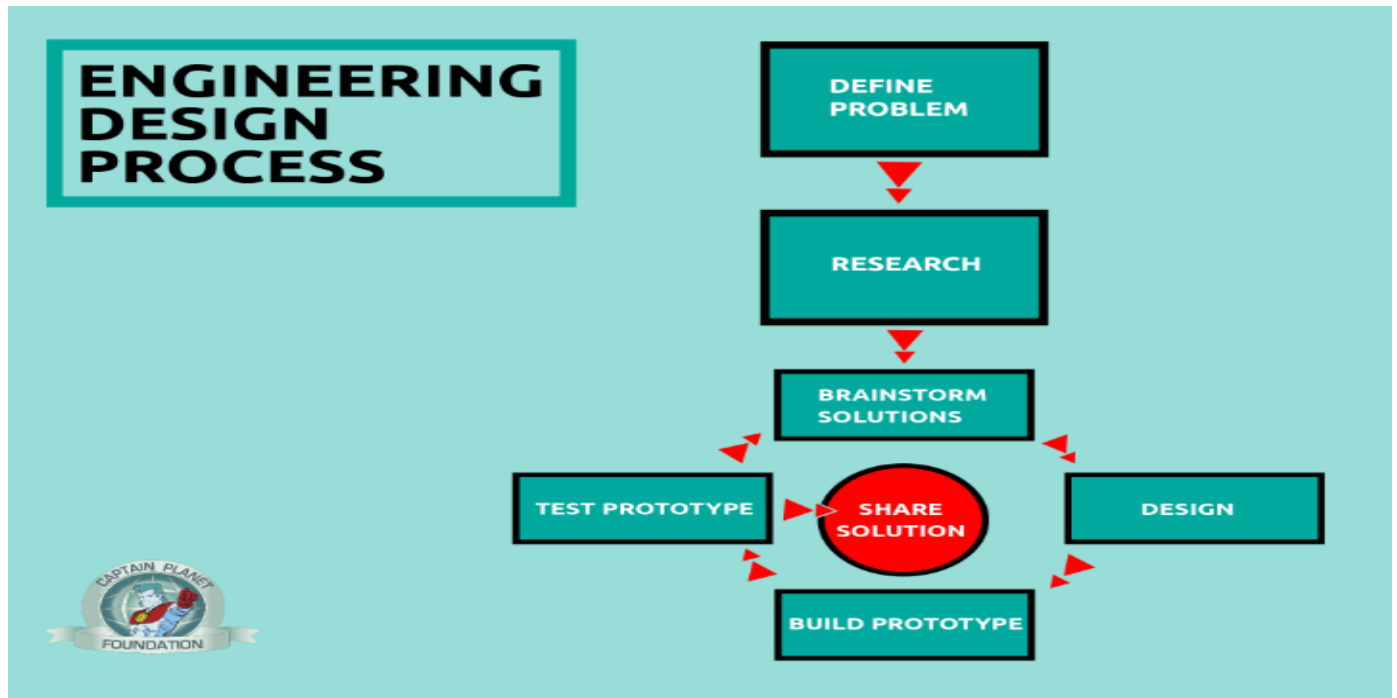 ENGINEERING
DESIGN
PROCESS
DEFINE
PROBLEM
RESEARCH
BRAINSTORM
SOLUTIONS
TEST PROTOTYPE
SHARE
SOLUTION
DESIGN
BUILD PROTOTYPE
CAPTAIN PLANET
FOUNDATION